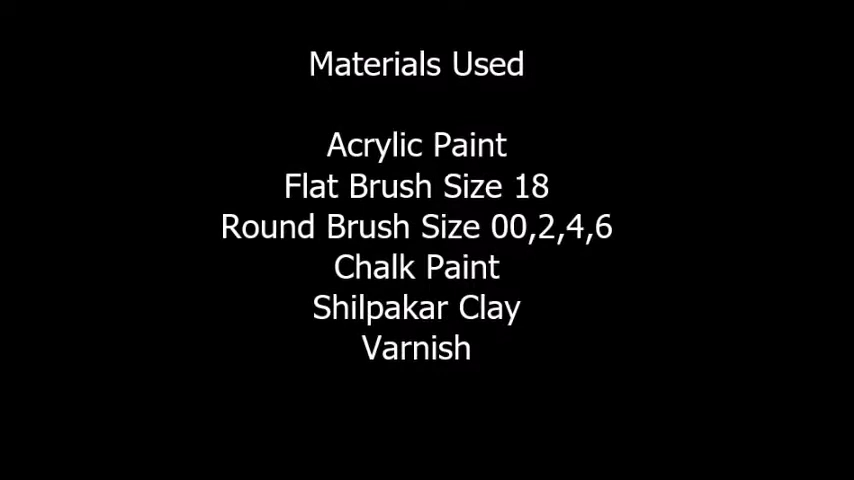 Materials Used
Acrylic Paint
Flat Brush Size 18
Round Brush Size 00,2,4,6
Chalk Paint
Shilpakar Clay
Varnish